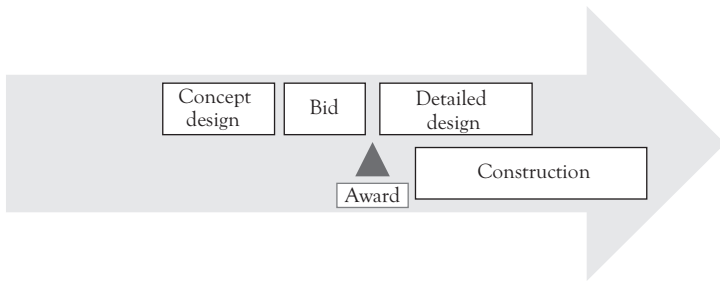 Concept
design
Bid
Detailed
design
Award
Construction